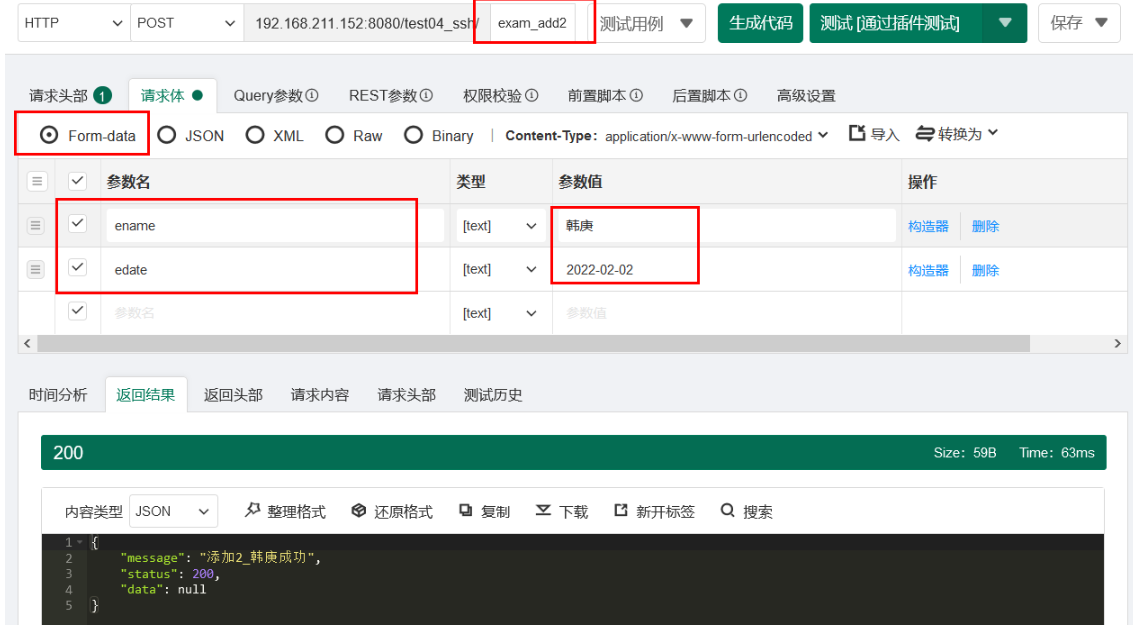 HTTP POST 192.168.211.152:8080/test04_ssh/ exam_add2 测试用例 生成代码 测试 [通过插件测试] 保存
请求头部 1 请求体 Query参数 REST参数 权限校验 前置脚本 后置脚本 高级设置
Form-data JSON XML Raw Binary | Content-Type: application/x-www-form-urlencoded 导入 转换为
参数名 类型 参数值 操作
ename [text] 韩庚 构造器 删除
edate [text] 2022-02-02 构造器 删除
参数名 [text] 参数值
时间分析 返回结果 返回头部 请求内容 请求头部 测试历史
200 Size: 59B Time: 63ms
内容类型 JSON 整理格式 还原格式 复制 下载 新开标签 搜索
1 {
2 "message": "添加2_韩庚成功",
3 "status": 200,
4 "data": null
5 }